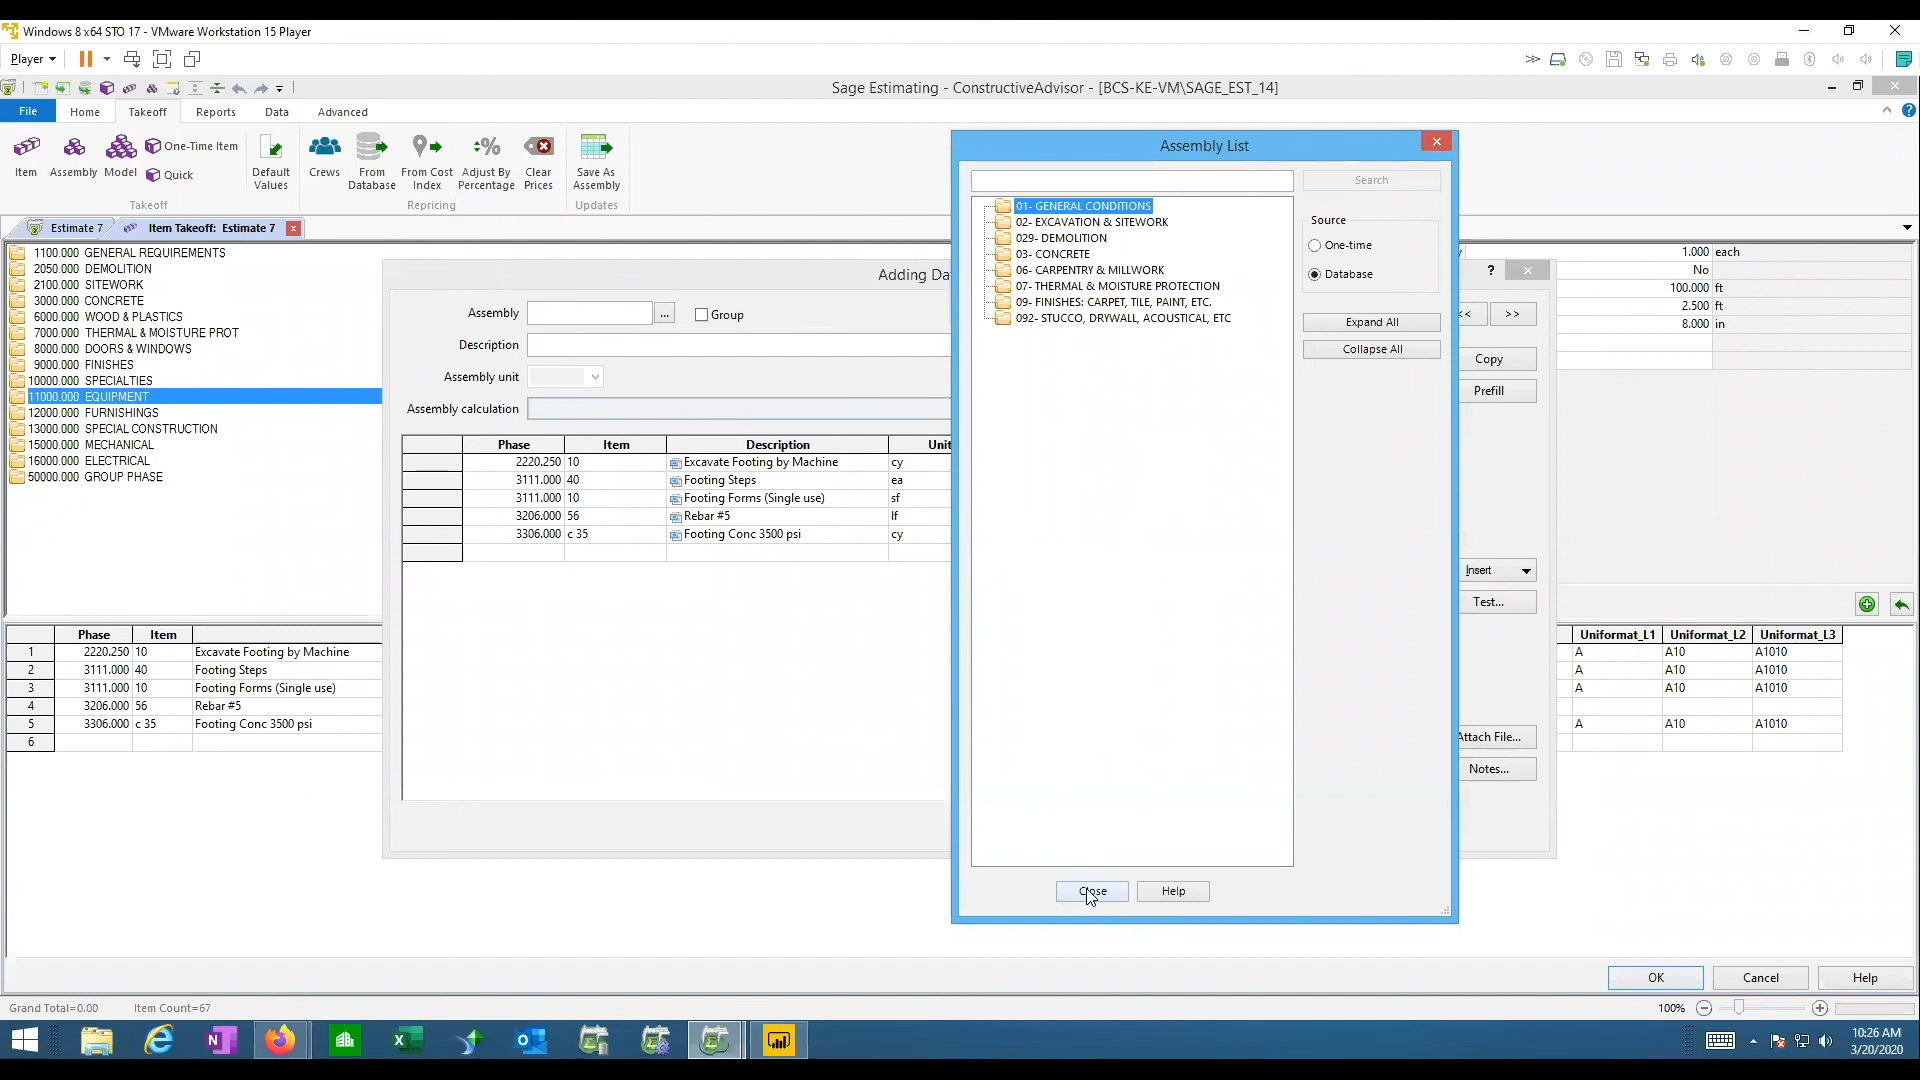 Windows 8 x64 STO 17 - VMware Workstation 15 Player
Player
Sage Estimating - ConstructiveAdvisor - [BCS-KE-VM\SAGE_EST_14]
File Home Takeoff Reports Data Advanced
Item Assembly Model One-Time Item Quick Default Values Crews From Database From Cost Index Adjust By Percentage Clear Prices Save As Assembly
Takeoff Repricing Updates
Estimate 7 Item Takeoff: Estimate 7
1100.000 GENERAL REQUIREMENTS
2050.000 DEMOLITION
2100.000 SITEWORK
3000.000 CONCRETE
6000.000 WOOD & PLASTICS
7000.000 THERMAL & MOISTURE PROT
8000.000 DOORS & WINDOWS
9000.000 FINISHES
10000.000 SPECIALTIES
11000.000 EQUIPMENT
12000.000 FURNISHINGS
13000.000 SPECIAL CONSTRUCTION
15000.000 MECHANICAL
16000.000 ELECTRICAL
50000.000 GROUP PHASE
Assembly ... Group
Description
Assembly unit
Assembly calculation
Phase Item Description Unit
2220.250 10 Excavate Footing by Machine cy
3111.000 40 Footing Steps ea
3111.000 10 Footing Forms (Single use) sf
3206.000 56 Rebar #5 lf
3306.000 c 35 Footing Conc 3500 psi cy
Assembly List
Search
01- GENERAL CONDITIONS
02- EXCAVATION & SITEWORK
029- DEMOLITION
03- CONCRETE
06- CARPENTRY & MILLWORK
07- THERMAL & MOISTURE PROTECTION
09- FINISHES: CARPET, TILE, PAINT, ETC.
092- STUCCO, DRYWALL, ACOUSTICAL, ETC
Source
One-time
Database
Expand All
Collapse All
Close Help
? 
<< >>
Copy
Prefill
Insert
Test...
Attach File...
Notes...
1.000 each
No
100.000 ft
2.500 ft
8.000 in
Phase Item
1 2220.250 10 Excavate Footing by Machine
2 3111.000 40 Footing Steps
3 3111.000 10 Footing Forms (Single use)
4 3206.000 56 Rebar #5
5 3306.000 c 35 Footing Conc 3500 psi
6
Uniformat_L1 Uniformat_L2 Uniformat_L3
A A10 A1010
A A10 A1010
A A10 A1010
A A10 A1010
OK Cancel Help
Grand Total=0.00 Item Count=67
100%
10:26 AM
3/20/2020